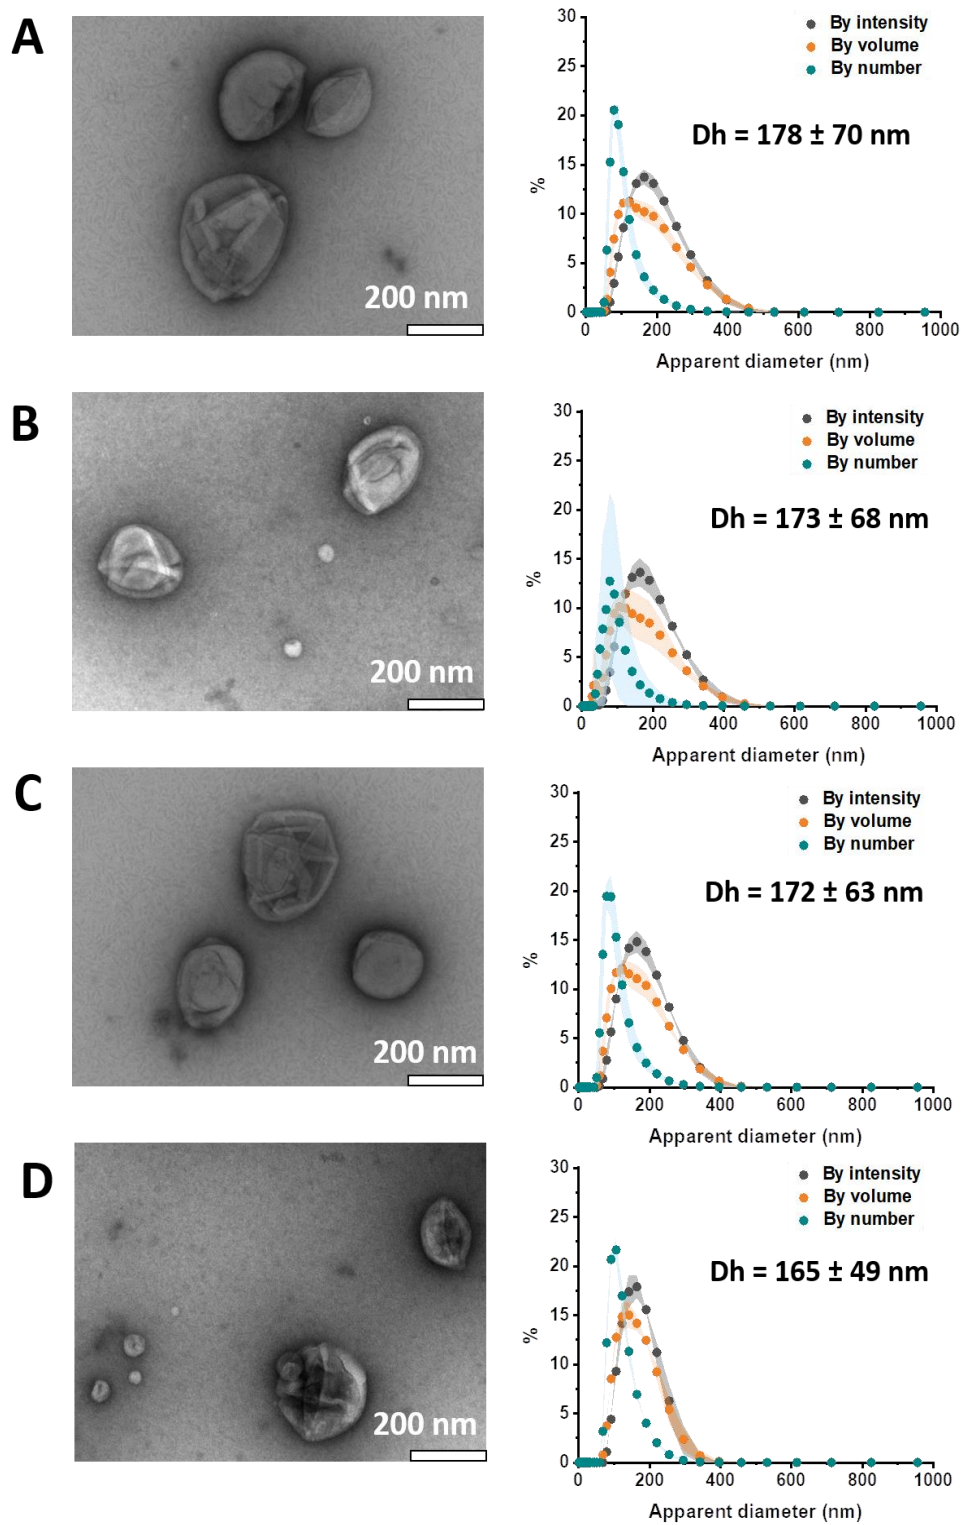 A
200 nm
30
25
20
15
10
5
0
%
By intensity
By volume
By number
Dh = 178 ± 70 nm
0 200 400 600 800 1000
Apparent diameter (nm)
B
200 nm
30
25
20
15
10
5
0
%
By intensity
By volume
By number
Dh = 173 ± 68 nm
0 200 400 600 800 1000
Apparent diameter (nm)
C
200 nm
30
25
20
15
10
5
0
%
By intensity
By volume
By number
Dh = 172 ± 63 nm
0 200 400 600 800 1000
Apparent diameter (nm)
D
200 nm
30
25
20
15
10
5
0
%
By intensity
By volume
By number
Dh = 165 ± 49 nm
0 200 400 600 800 1000
Apparent diameter (nm)